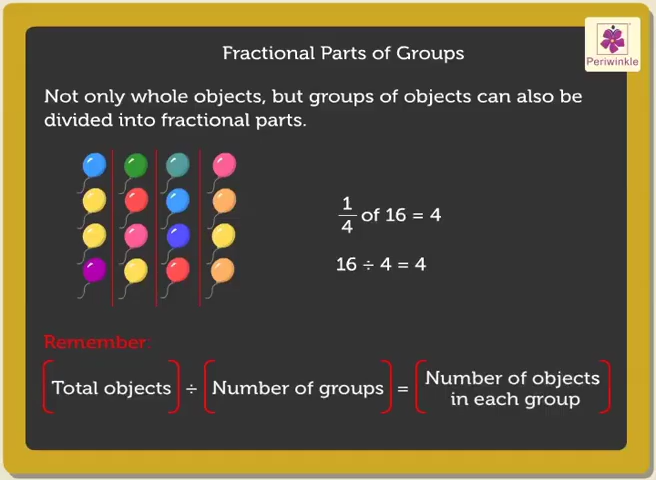 Fractional Parts of Groups
Periwinkle
Not only whole objects, but groups of objects can also be
divided into fractional parts.
1/4 of 16 = 4
16 ÷ 4 = 4
Remember:
[Total objects] ÷ [Number of groups] = [Number of objects
in each group]